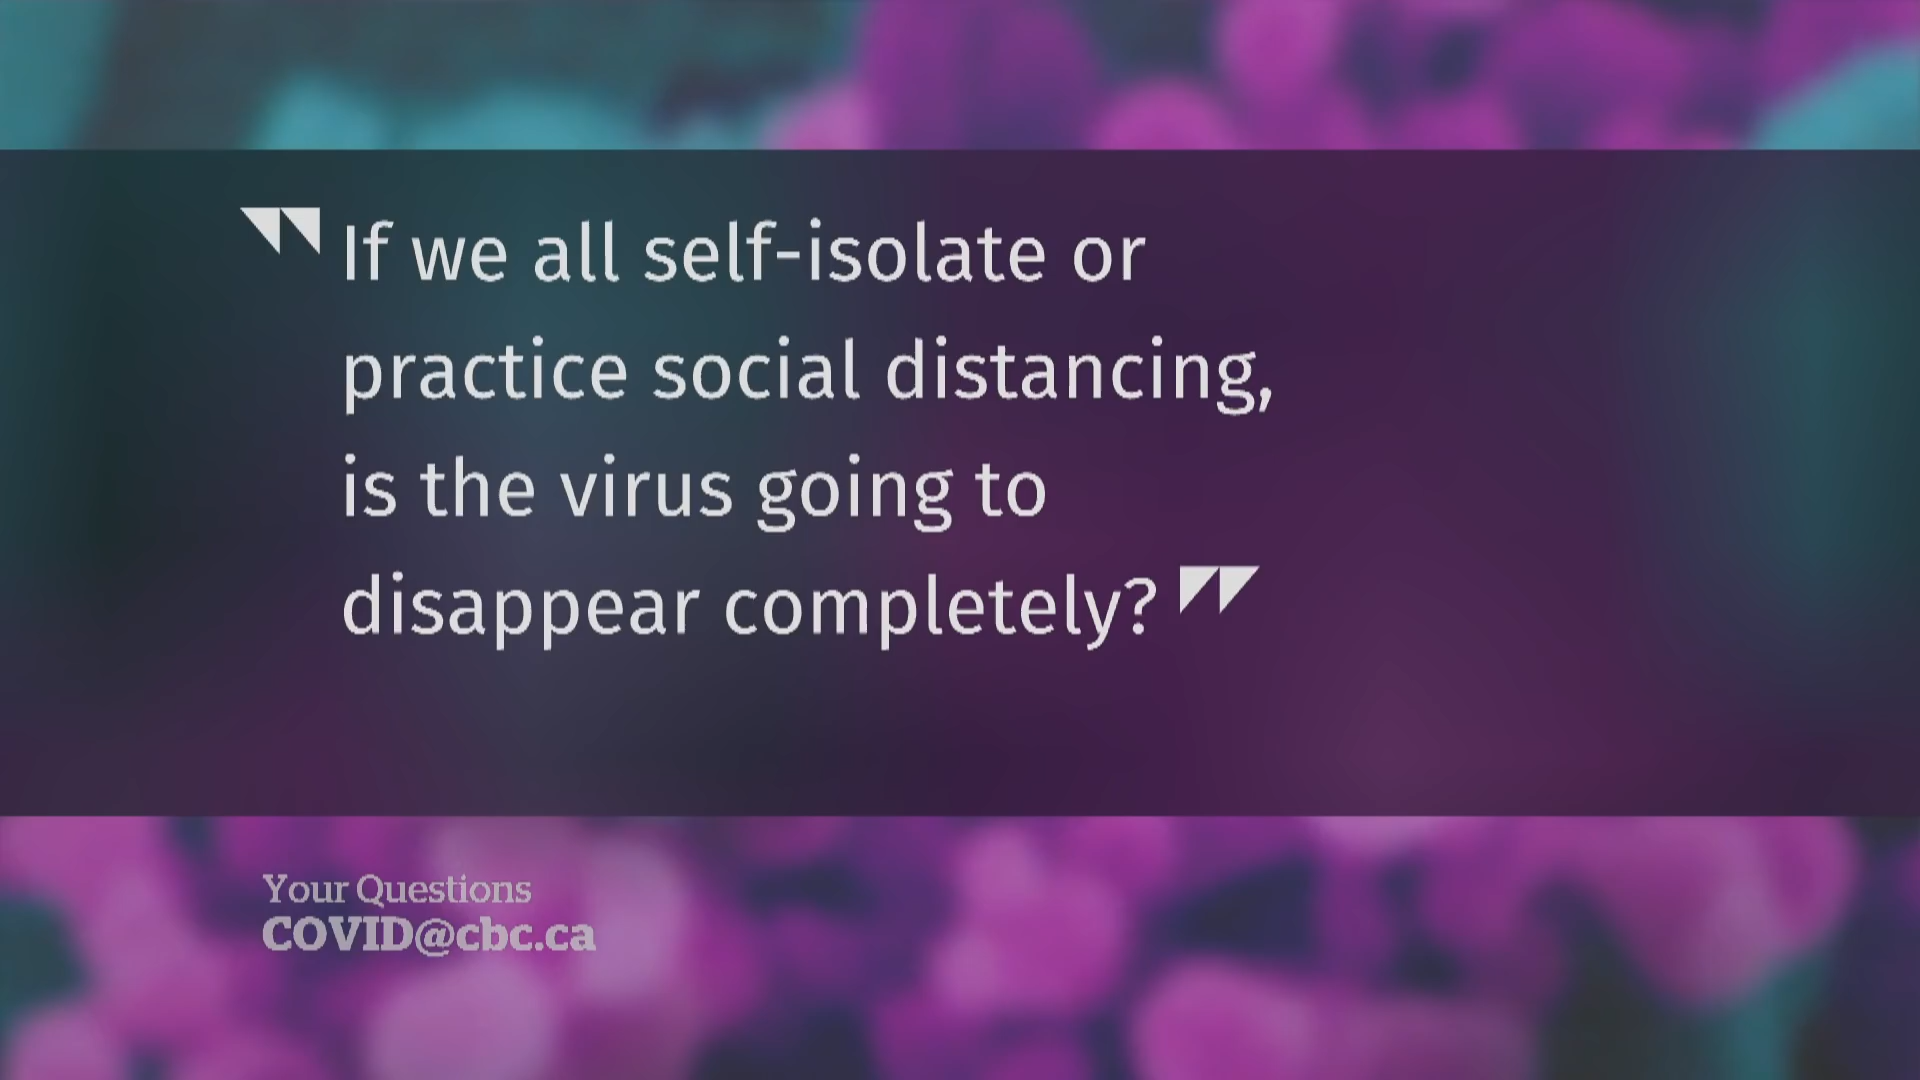 "If we all self-isolate or
practice social distancing,
is the virus going to
disappear completely?"
Your Questions
COVID@cbc.ca